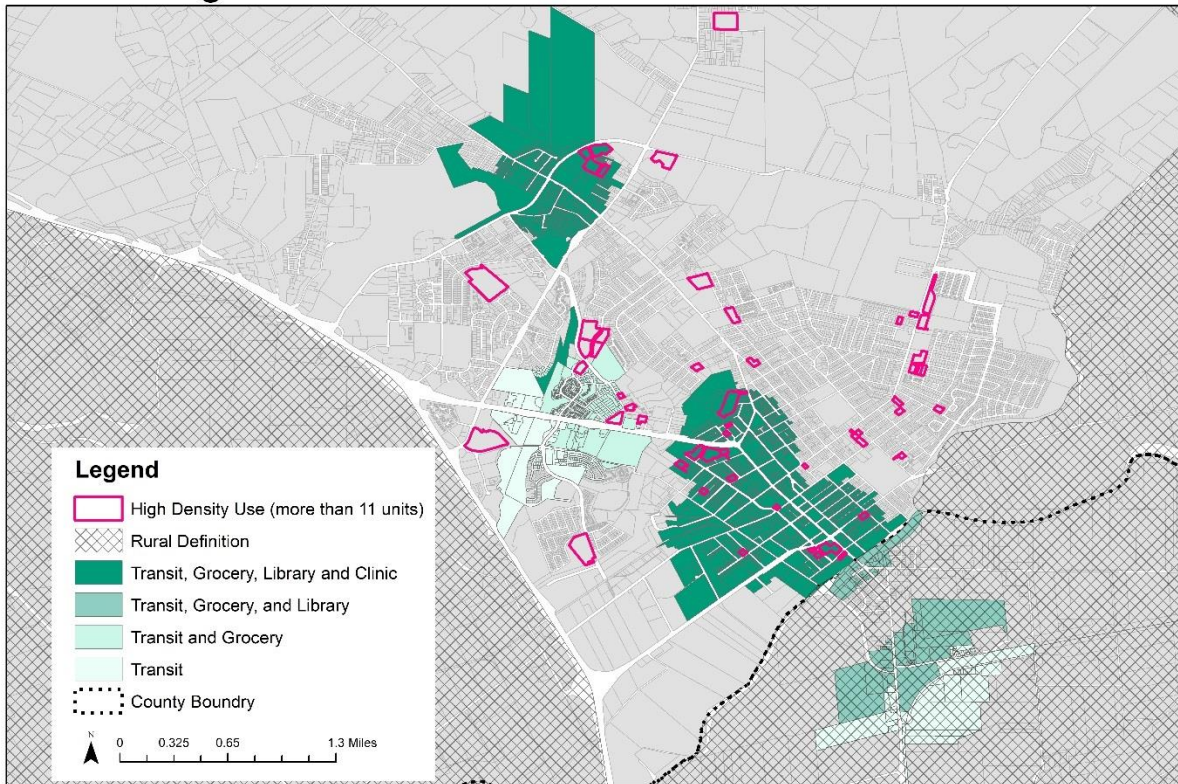 Legend
High Density Use (more than 11 units)
Rural Definition
Transit, Grocery, Library and Clinic
Transit, Grocery, and Library
Transit and Grocery
Transit
County Boundry
N
0 0.325 0.65 1.3 Miles